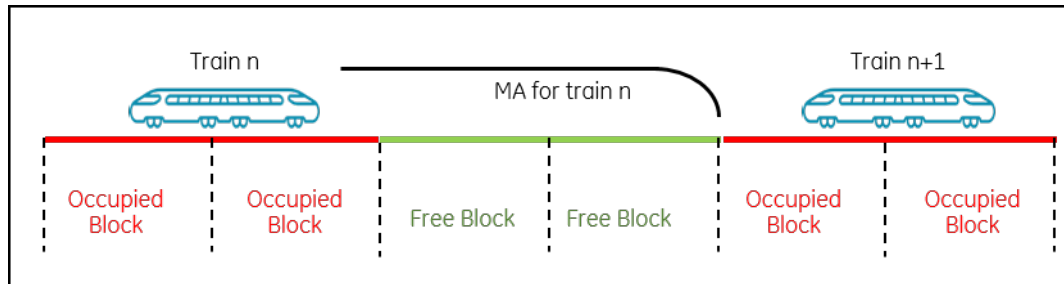 Train n
Train n+1
MA for train n
Occupied
Block
Occupied
Block
Free Block
Free Block
Occupied
Block
Occupied
Block